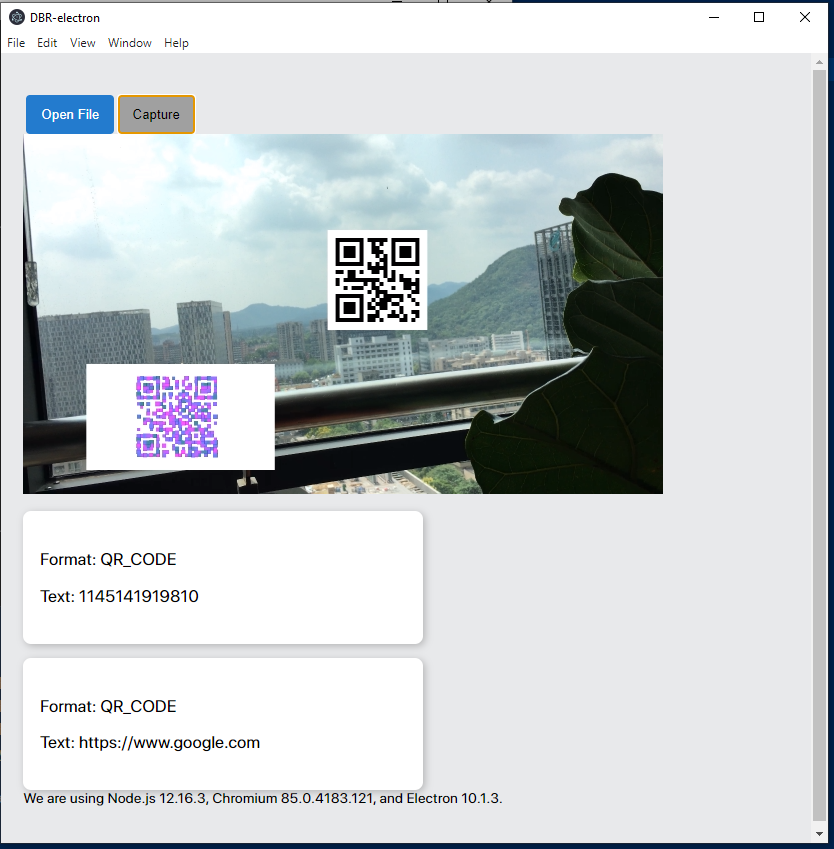 DBR-electron
File Edit View Window Help
Open File Capture
Format: QR_CODE
Text: 1145141919810
Format: QR_CODE
Text: https://www.google.com
We are using Node.js 12.16.3, Chromium 85.0.4183.121, and Electron 10.1.3.